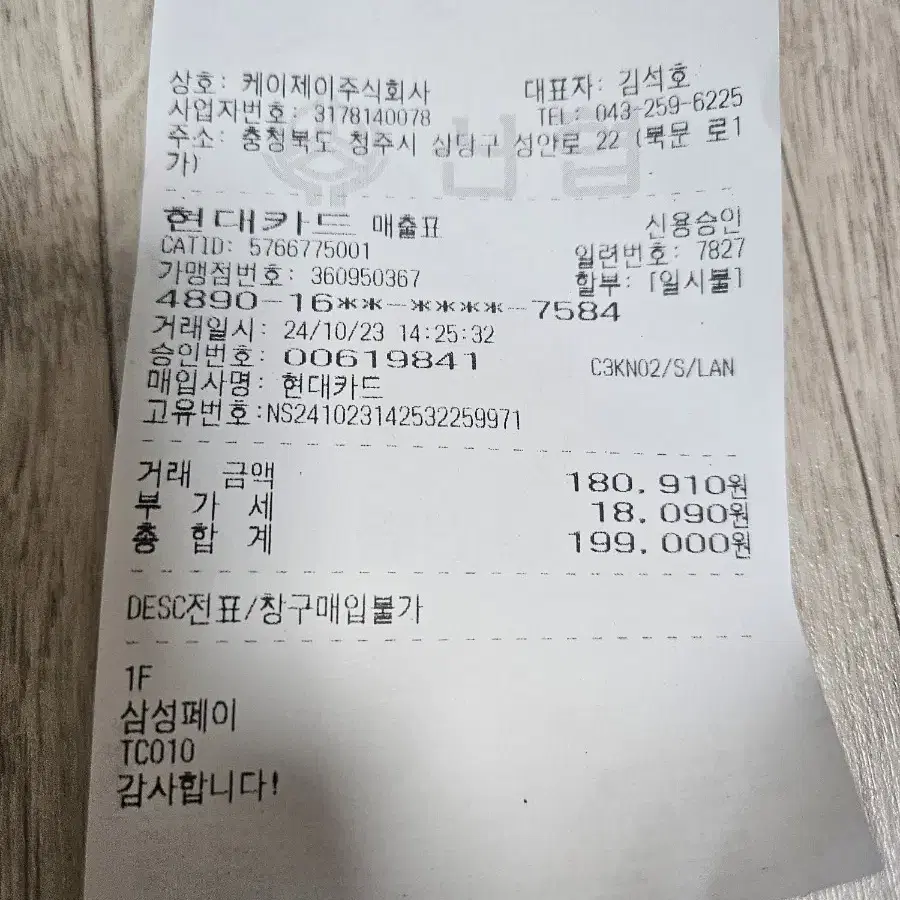 상호: 케이제이주식회사 대표자: 김석호
사업자번호: 3178140078 TEL: 043-259-6225
주소: 충청북도 청주시 상당구 성안로 22 (북문 로1
가)
현대카드 매출표 신용승인
CATID: 5766775001 일련번호: 7827
가맹점번호: 360950367 할부: [일시불]
4890-16**-****-7584
거래일시: 24/10/23 14:25:32
승인번호: 00619841 C3KN02/S/LAN
매입사명: 현대카드
고유번호:NS241023142532259971
거래 금액 180,910원
부 가 세 18,090원
총 합 계 199,000원
DESC전표/창구매입불가
1F
삼성페이
TC010
감사합니다!